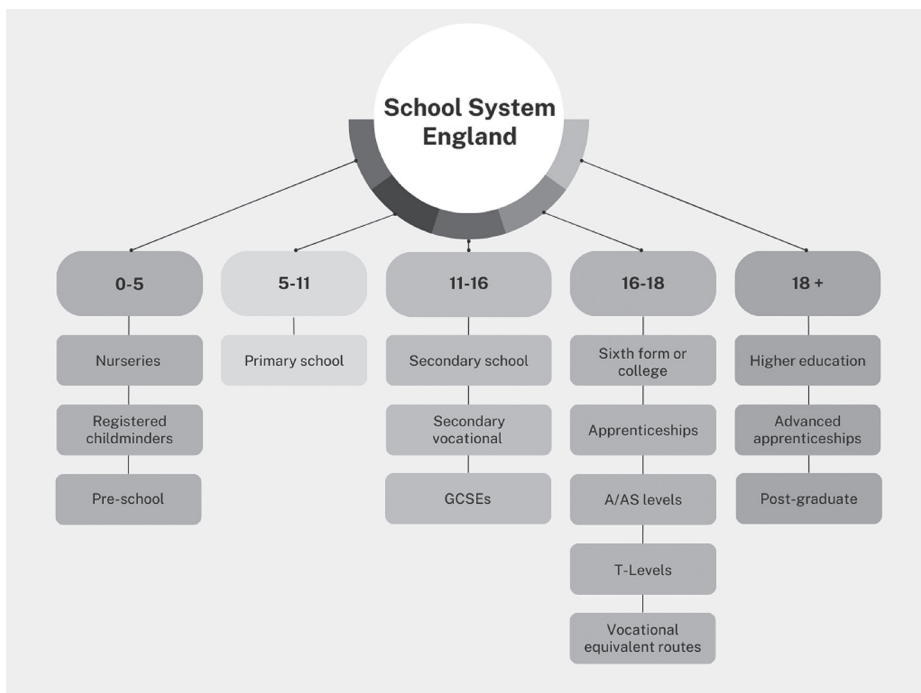 School System
England
0-5
Nurseries
Registered
childminders
Pre-school
5-11
Primary school
11-16
Secondary school
Secondary
vocational
GCSEs
16-18
Sixth form or
college
Apprenticeships
A/AS levels
T-Levels
Vocational
equivalent routes
18 +
Higher education
Advanced
apprenticeships
Post-graduate